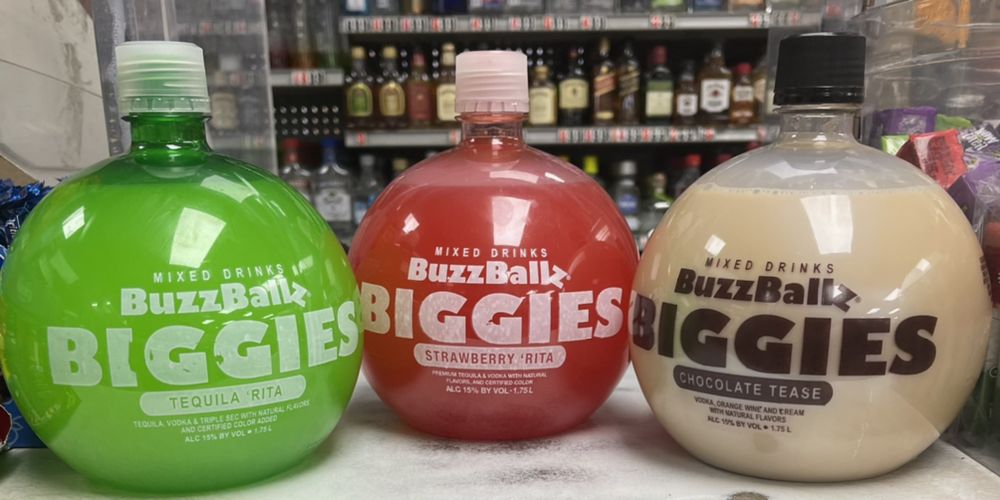 MIXED DRINKS
BuzzBallz
BIGGIES
TEQUILA 'RITA
TEQUILA, VODKA & TRIPLE SEC WITH NATURAL FLAVORS
AND CERTIFIED COLOR ADDED
ALC 15% BY VOL • 1.75 L
MIXED DRINKS
BuzzBallz
BIGGIES
STRAWBERRY 'RITA
PREMIUM TEQUILA & VODKA WITH NATURAL
FLAVORS, AND CERTIFIED COLOR
ALC 15% BY VOL • 1.75 L
MIXED DRINKS
BuzzBallz
BIGGIES
CHOCOLATE TEASE
VODKA, ORANGE WINE AND CREAM
WITH NATURAL FLAVORS
ALC 15% BY VOL • 1.75 L